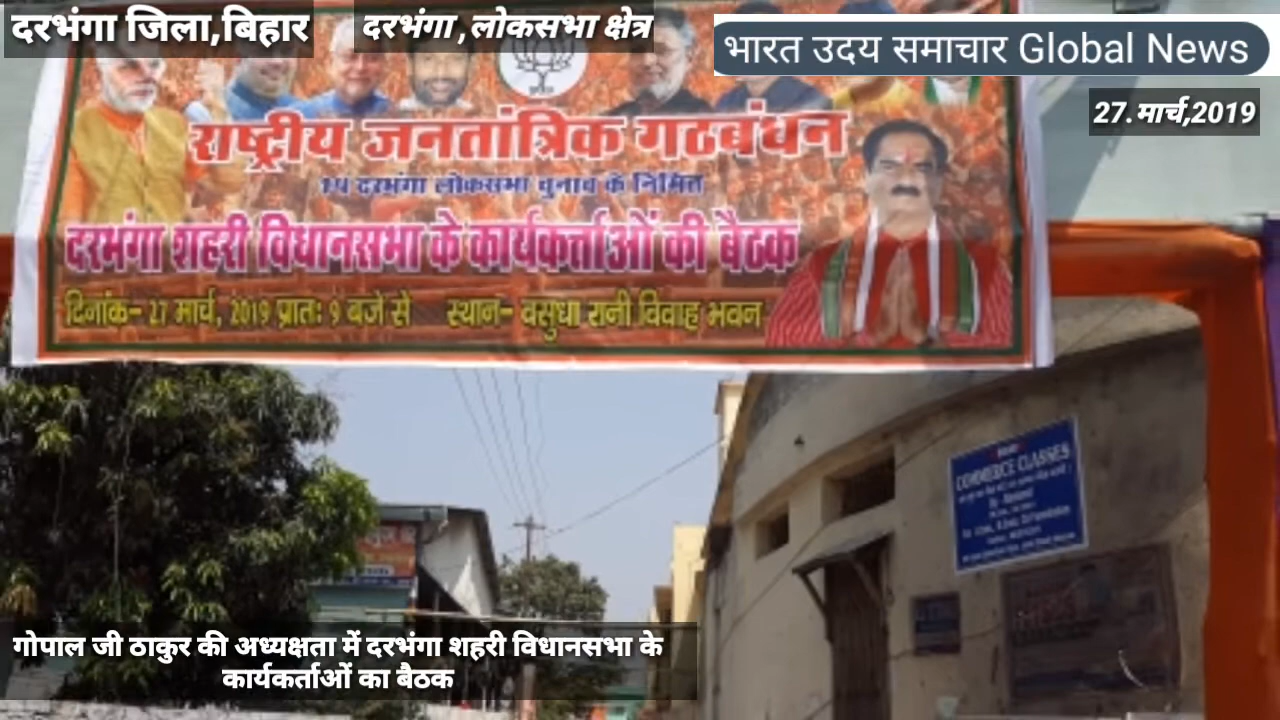 दरभंगा जिला,बिहार
दरभंगा ,लोकसभा क्षेत्र
भारत उदय समाचार Global News
27. मार्च,2019
राष्ट्रीय जनतांत्रिक गठबंधन
14 दरभंगा लोकसभा चुनाव के निमित
दरभंगा शहरी विधानसभा के कार्यकर्त्ताओं की बैठक
दिनांक- 27 मार्च, 2019 प्रातः 9 बजे से स्थान- वसुधा रानी विवाह भवन
COMMERCE CLASSES
गोपाल जी ठाकुर की अध्यक्षता में दरभंगा शहरी विधानसभा के
कार्यकर्ताओं का बैठक